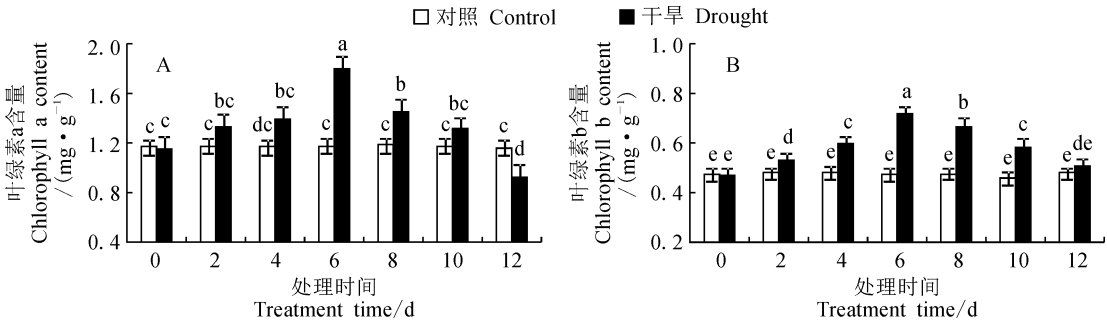 对照 Control 干旱 Drought
叶绿素a含量
Chlorophyll a content
/(mg·g⁻¹)
2.0
1.6
1.2
0.8
0.4
A
c c
c bc
dc bc
c a
c b
c bc
c d
0 2 4 6 8 10 12
处理时间
Treatment time/d
叶绿素b含量
Chlorophyll b content
/(mg·g⁻¹)
1.0
0.8
0.6
0.4
0.2
B
e e
e d
e c
e a
e b
e c
e de
0 2 4 6 8 10 12
处理时间
Treatment time/d